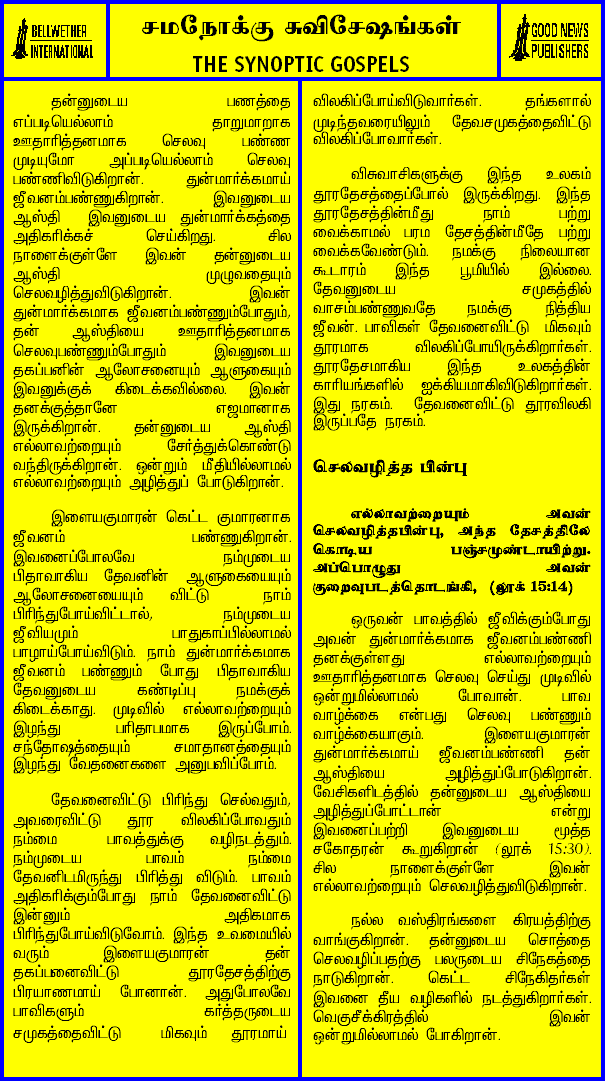 BELLWETHER
INTERNATIONAL
சமநோக்கு சுவிசேஷங்கள்
THE SYNOPTIC GOSPELS
GOOD NEWS
PUBLISHERS
தன்னுடைய பணத்தை
எப்படியெல்லாம் தாறுமாறாக
ஊதாரித்தனமாக செலவு பண்ண
முடியுமோ அப்படியெல்லாம் செலவு
பண்ணிவிடுகிறான். துன்மார்க்கமாய்
ஜீவனம்பண்ணுகிறான். இவனுடைய
ஆஸ்தி இவனுடைய துன்மார்க்கத்தை
அதிகரிக்கச் செய்கிறது. சில
நாளைக்குள்ளே இவன் தன்னுடைய
ஆஸ்தி முழுவதையும்
செலவழித்துவிடுகிறான். இவன்
துன்மார்க்கமாக ஜீவனம்பண்ணும்போதும்,
தன் ஆஸ்தியை ஊதாரித்தனமாக
செலவுபண்ணும்போதும் இவனுடைய
தகப்பனின் ஆலோசனையும் ஆளுகையும்
இவனுக்குக் கிடைக்கவில்லை. இவன்
தனக்குத்தானே எஜமானாக
இருக்கிறான். தன்னுடைய ஆஸ்தி
எல்லாவற்றையும் சேர்த்துக்கொண்டு
வந்திருக்கிறான். ஒன்றும் மீதியில்லாமல்
எல்லாவற்றையும் அழித்துப் போடுகிறான்.
இளையகுமாரன் கெட்ட குமாரனாக
ஜீவனம் பண்ணுகிறான்.
இவனைப்போலவே நம்முடைய
பிதாவாகிய தேவனின் ஆளுகையையும்
ஆலோசனையையும் விட்டு நாம்
பிரிந்துபோய்விட்டால், நம்முடைய
ஜீவியமும் பாதுகாப்பில்லாமல்
பாழாய்போய்விடும். நாம் துன்மார்க்கமாக
ஜீவனம் பண்ணும் போது பிதாவாகிய
தேவனுடைய கண்டிப்பு நமக்குக்
கிடைக்காது. முடிவில் எல்லாவற்றையும்
இழந்து பரிதாபமாக இருப்போம்.
சந்தோஷத்தையும் சமாதானத்தையும்
இழந்து வேதனைகளை அனுபவிப்போம்.
தேவனைவிட்டு பிரிந்து செல்வதும்,
அவரைவிட்டு தூர விலகிப்போவதும்
நம்மை பாவத்துக்கு வழிநடத்தும்.
நம்முடைய பாவம் நம்மை
தேவனிடமிருந்து பிரித்து விடும். பாவம்
அதிகரிக்கும்போது நாம் தேவனைவிட்டு
இன்னும் அதிகமாக
பிரிந்துபோய்விடுவோம். இந்த உவமையில்
வரும் இளையகுமாரன் தன்
தகப்பனைவிட்டு தூரதேசத்திற்கு
பிரயாணமாய் போனான். அதுபோலவே
பாவிகளும் கர்த்தருடைய
சமுகத்தைவிட்டு மிகவும் தூரமாய்
விலகிப்போய்விடுவார்கள். தங்களால்
முடிந்தவரையிலும் தேவசமுகத்தைவிட்டு
விலகிப்போவார்கள்.
விசுவாசிகளுக்கு இந்த உலகம்
தூரதேசத்தைப்போல் இருக்கிறது. இந்த
தூரதேசத்தின்மீது நாம் பற்று
வைக்காமல் பரம தேசத்தின்மீதே பற்று
வைக்கவேண்டும். நமக்கு நிலையான
கூடாரம் இந்த பூமியில் இல்லை.
தேவனுடைய சமுகத்தில்
வாசம்பண்ணுவதே நமக்கு நித்திய
ஜீவன். பாவிகள் தேவனைவிட்டு மிகவும்
தூரமாக விலகிப்போயிருக்கிறார்கள்.
தூரதேசமாகிய இந்த உலகத்தின்
காரியங்களில் ஐக்கியமாகிவிடுகிறார்கள்.
இது நரகம். தேவனைவிட்டு தூரவிலகி
இருப்பதே நரகம்.
செலவழித்த பின்பு
எல்லாவற்றையும் அவன்
செலவழித்தபின்பு, அந்த தேசத்திலே
கொடிய பஞ்சமுண்டாயிற்று.
அப்பொழுது அவன்
குறைவுபடத்தொடங்கி, (லூக் 15:14)
ஒருவன் பாவத்தில் ஜீவிக்கும்போது
அவன் துன்மார்க்கமாக ஜீவனம்பண்ணி
தனக்குள்ளது எல்லாவற்றையும்
ஊதாரித்தனமாக செலவு செய்து முடிவில்
ஒன்றுமில்லாமல் போவான். பாவ
வாழ்க்கை என்பது செலவு பண்ணும்
வாழ்க்கையாகும். இளையகுமாரன்
துன்மார்க்கமாய் ஜீவனம்பண்ணி தன்
ஆஸ்தியை அழித்துப்போடுகிறான்.
வேசிகளிடத்தில் தன்னுடைய ஆஸ்தியை
அழித்துப்போட்டான் என்று
இவனைப்பற்றி இவனுடைய மூத்த
சகோதரன் கூறுகிறான் (லூக் 15:30).
சில நாளைக்குள்ளே இவன்
எல்லாவற்றையும் செலவழித்துவிடுகிறான்.
நல்ல வஸ்திரங்களை கிரயத்திற்கு
வாங்குகிறான். தன்னுடைய சொத்தை
செலவழிப்பதற்கு பலருடைய சிநேகத்தை
நாடுகிறான். கெட்ட சிநேகிதர்கள்
இவனை தீய வழிகளில் நடத்துகிறார்கள்.
வெகுசீக்கிரத்தில் இவன்
ஒன்றுமில்லாமல் போகிறான்.